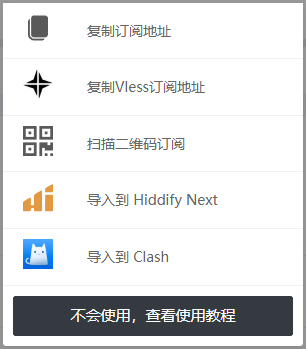 复制订阅地址
复制Vless订阅地址
扫描二维码订阅
导入到 Hiddify Next
导入到 Clash
不会使用，查看使用教程